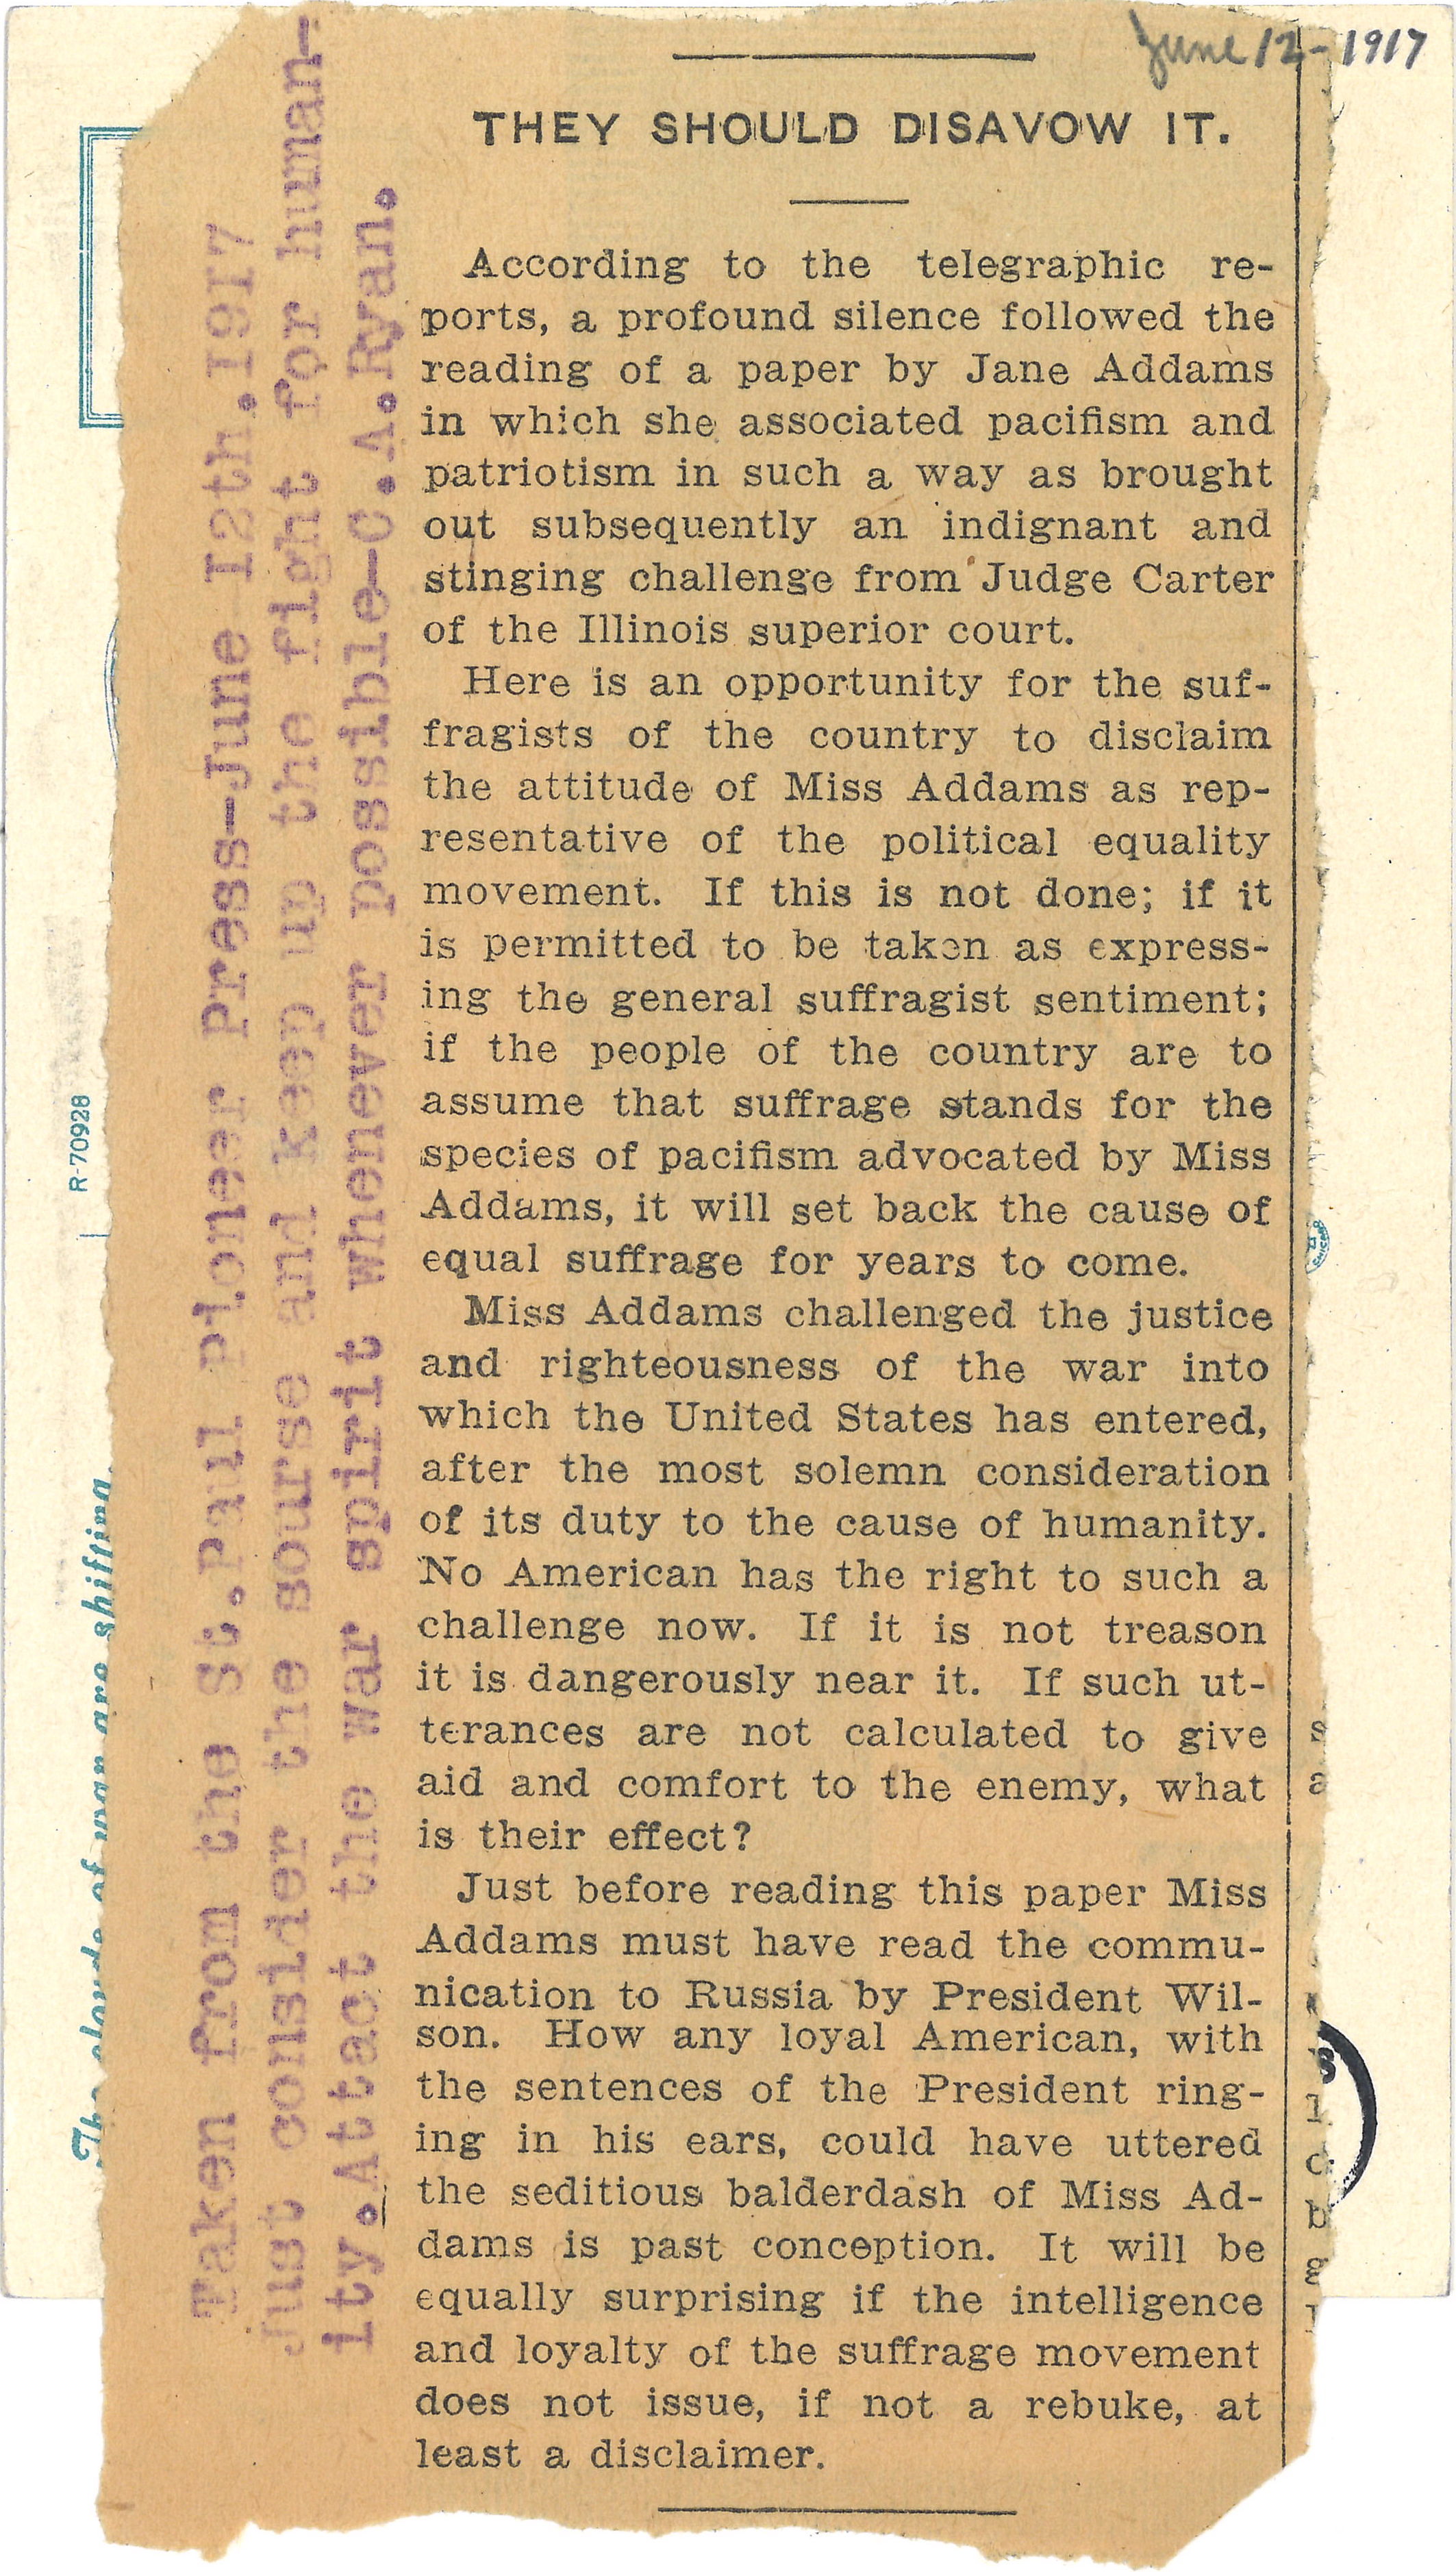 June 12-1917
THEY SHOULD DISAVOW IT.
According to the telegraphic re-
ports, a profound silence followed the
reading of a paper by Jane Addams
in which she associated pacifism and
patriotism in such a way as brought
out subsequently an indignant and
stinging challenge from Judge Carter
of the Illinois superior court.
Here is an opportunity for the suf-
fragists of the country to disclaim
the attitude of Miss Addams as rep-
resentative of the political equality
movement. If this is not done; if it
is permitted to be taken as express-
ing the general suffragist sentiment;
if the people of the country are to
assume that suffrage stands for the
species of pacifism advocated by Miss
Addams, it will set back the cause of
equal suffrage for years to come.
Miss Addams challenged the justice
and righteousness of the war into
which the United States has entered,
after the most solemn consideration
of its duty to the cause of humanity.
No American has the right to such a
challenge now. If it is not treason
it is dangerously near it. If such ut-
terances are not calculated to give
aid and comfort to the enemy, what
is their effect?
Just before reading this paper Miss
Addams must have read the commu-
nication to Russia by President Wil-
son. How any loyal American, with
the sentences of the President ring-
ing in his ears, could have uttered
the seditious balderdash of Miss Ad-
dams is past conception. It will be
equally surprising if the intelligence
and loyalty of the suffrage movement
does not issue, if not a rebuke, at
least a disclaimer.
Taken from the St.Paul Pioneer Press-June I2th.I9I7
Just consider the sourse and keep up the fight for human-
ity.Attact the war spirit whenever possible-C.A.Ryan.
R-70928
The clouds of war are shifting